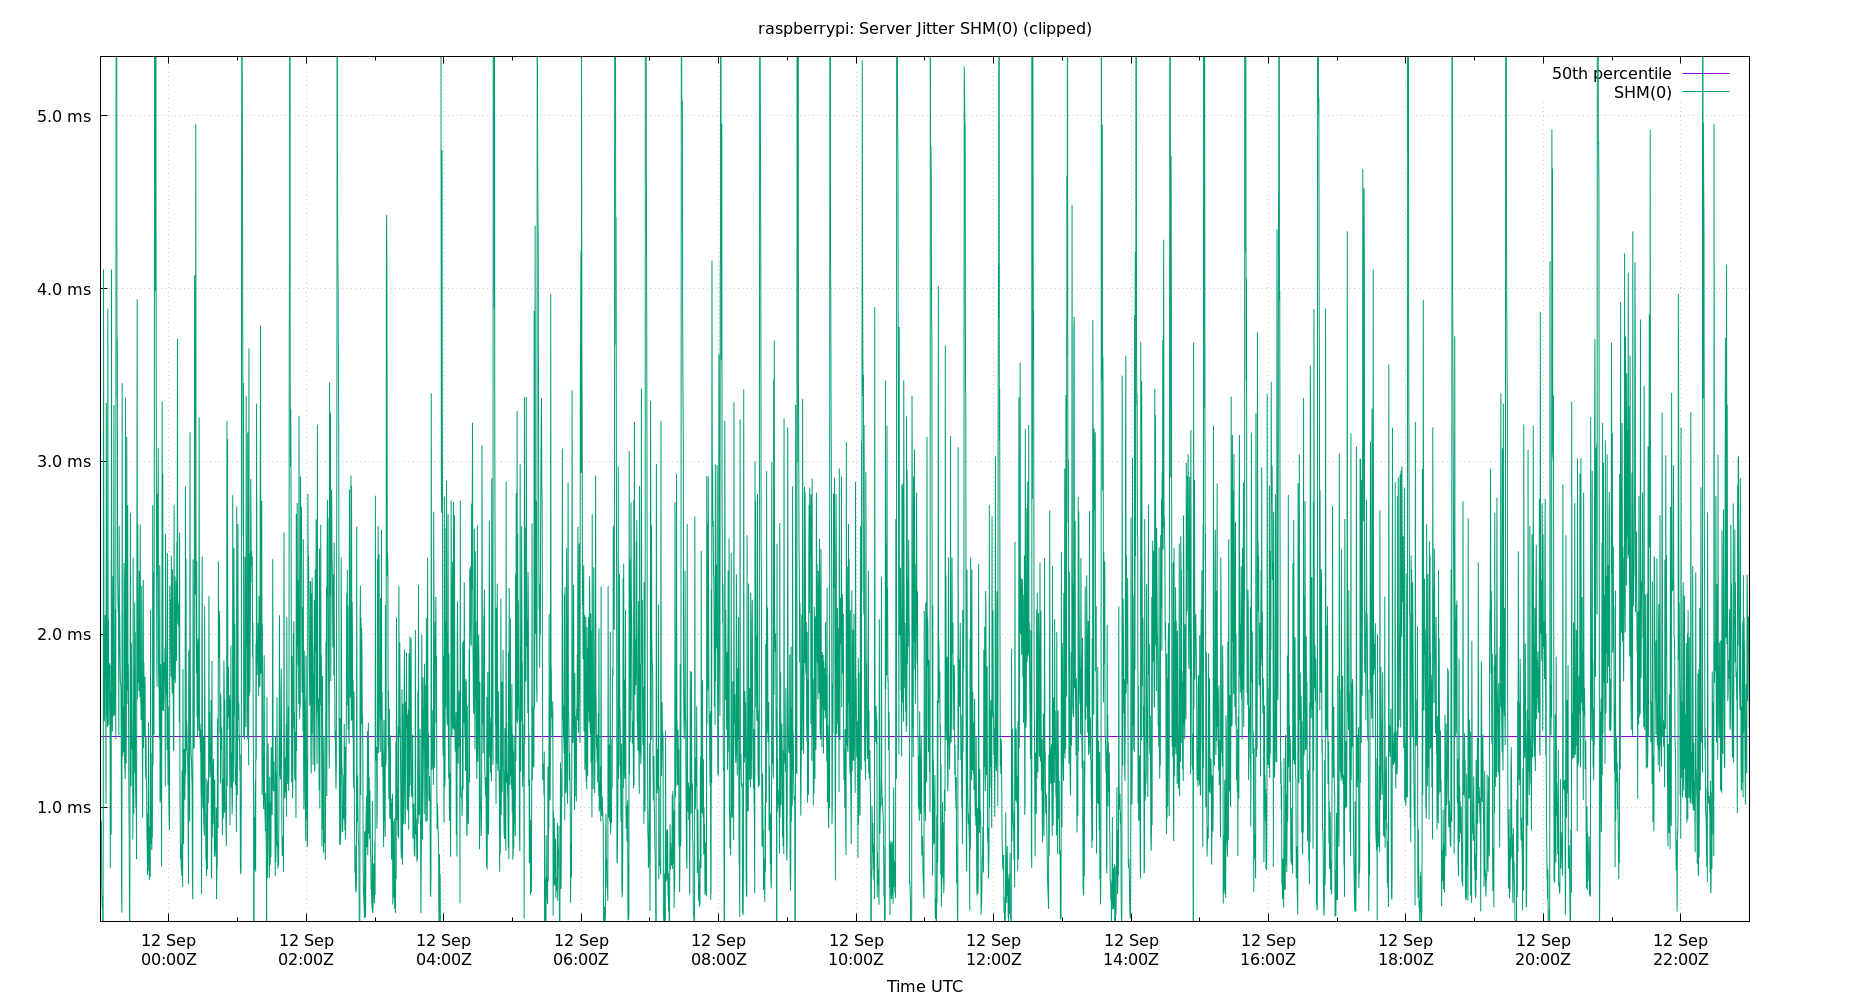 raspberrypi: Server Jitter SHM(0) (clipped)
50th percentile
SHM(0)
5.0 ms
4.0 ms
3.0 ms
2.0 ms
1.0 ms
12 Sep 12 Sep 12 Sep 12 Sep 12 Sep 12 Sep 12 Sep 12 Sep 12 Sep 12 Sep 12 Sep 12 Sep
00:00Z 02:00Z 04:00Z 06:00Z 08:00Z 10:00Z 12:00Z 14:00Z 16:00Z 18:00Z 20:00Z 22:00Z
Time UTC